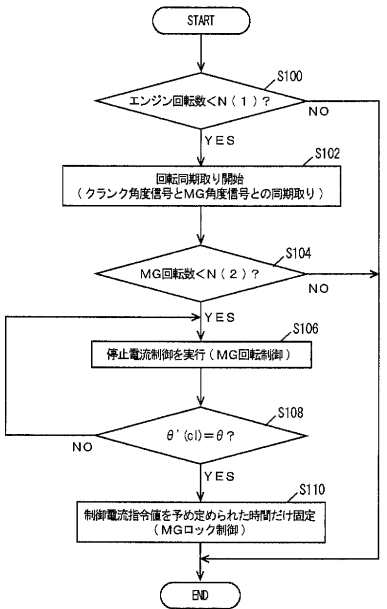 START
S100
エンジン回転数<N(1)?
NO
YES
S102
回転同期取り開始
(クランク角度信号とMG角度信号との同期取り)
S104
MG回転数<N(2)?
NO
YES
S106
停止電流制御を実行(MG回転制御)
S108
θ'(cl)=θ?
NO
YES
S110
制御電流指令値を予め定められた時間だけ固定
(MGロック制御)
END